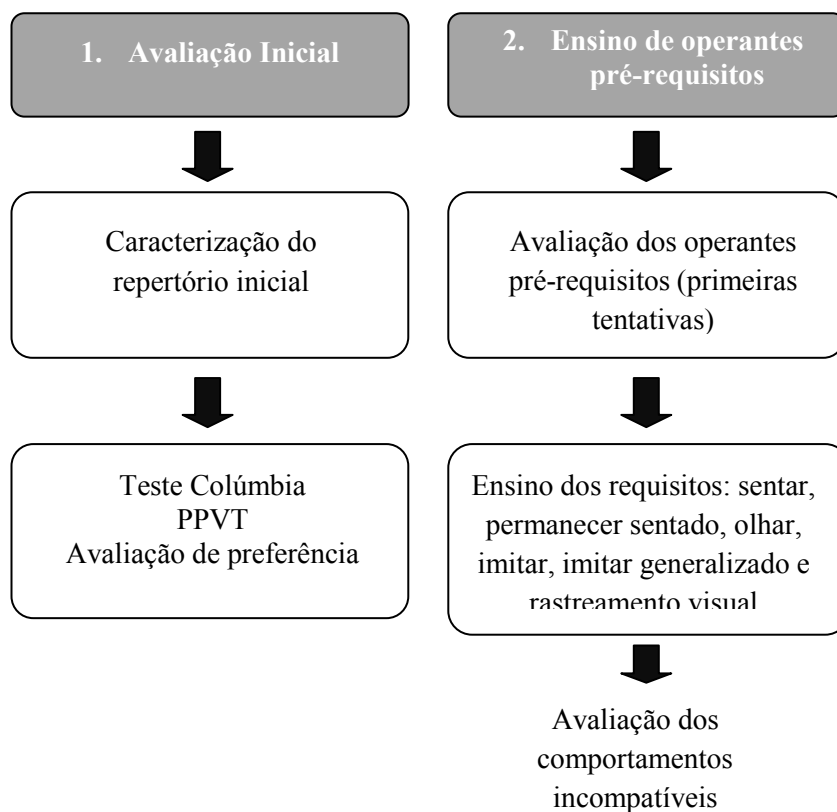 1. Avaliação Inicial
Caracterização do
repertório inicial
Teste Colúmbia
PPVT
Avaliação de preferência
2. Ensino de operantes
pré-requisitos
Avaliação dos operantes
pré-requisitos (primeiras
tentativas)
Ensino dos requisitos: sentar,
permanecer sentado, olhar,
imitar, imitar generalizado e
rastreamento visual
Avaliação dos
comportamentos
incompatíveis